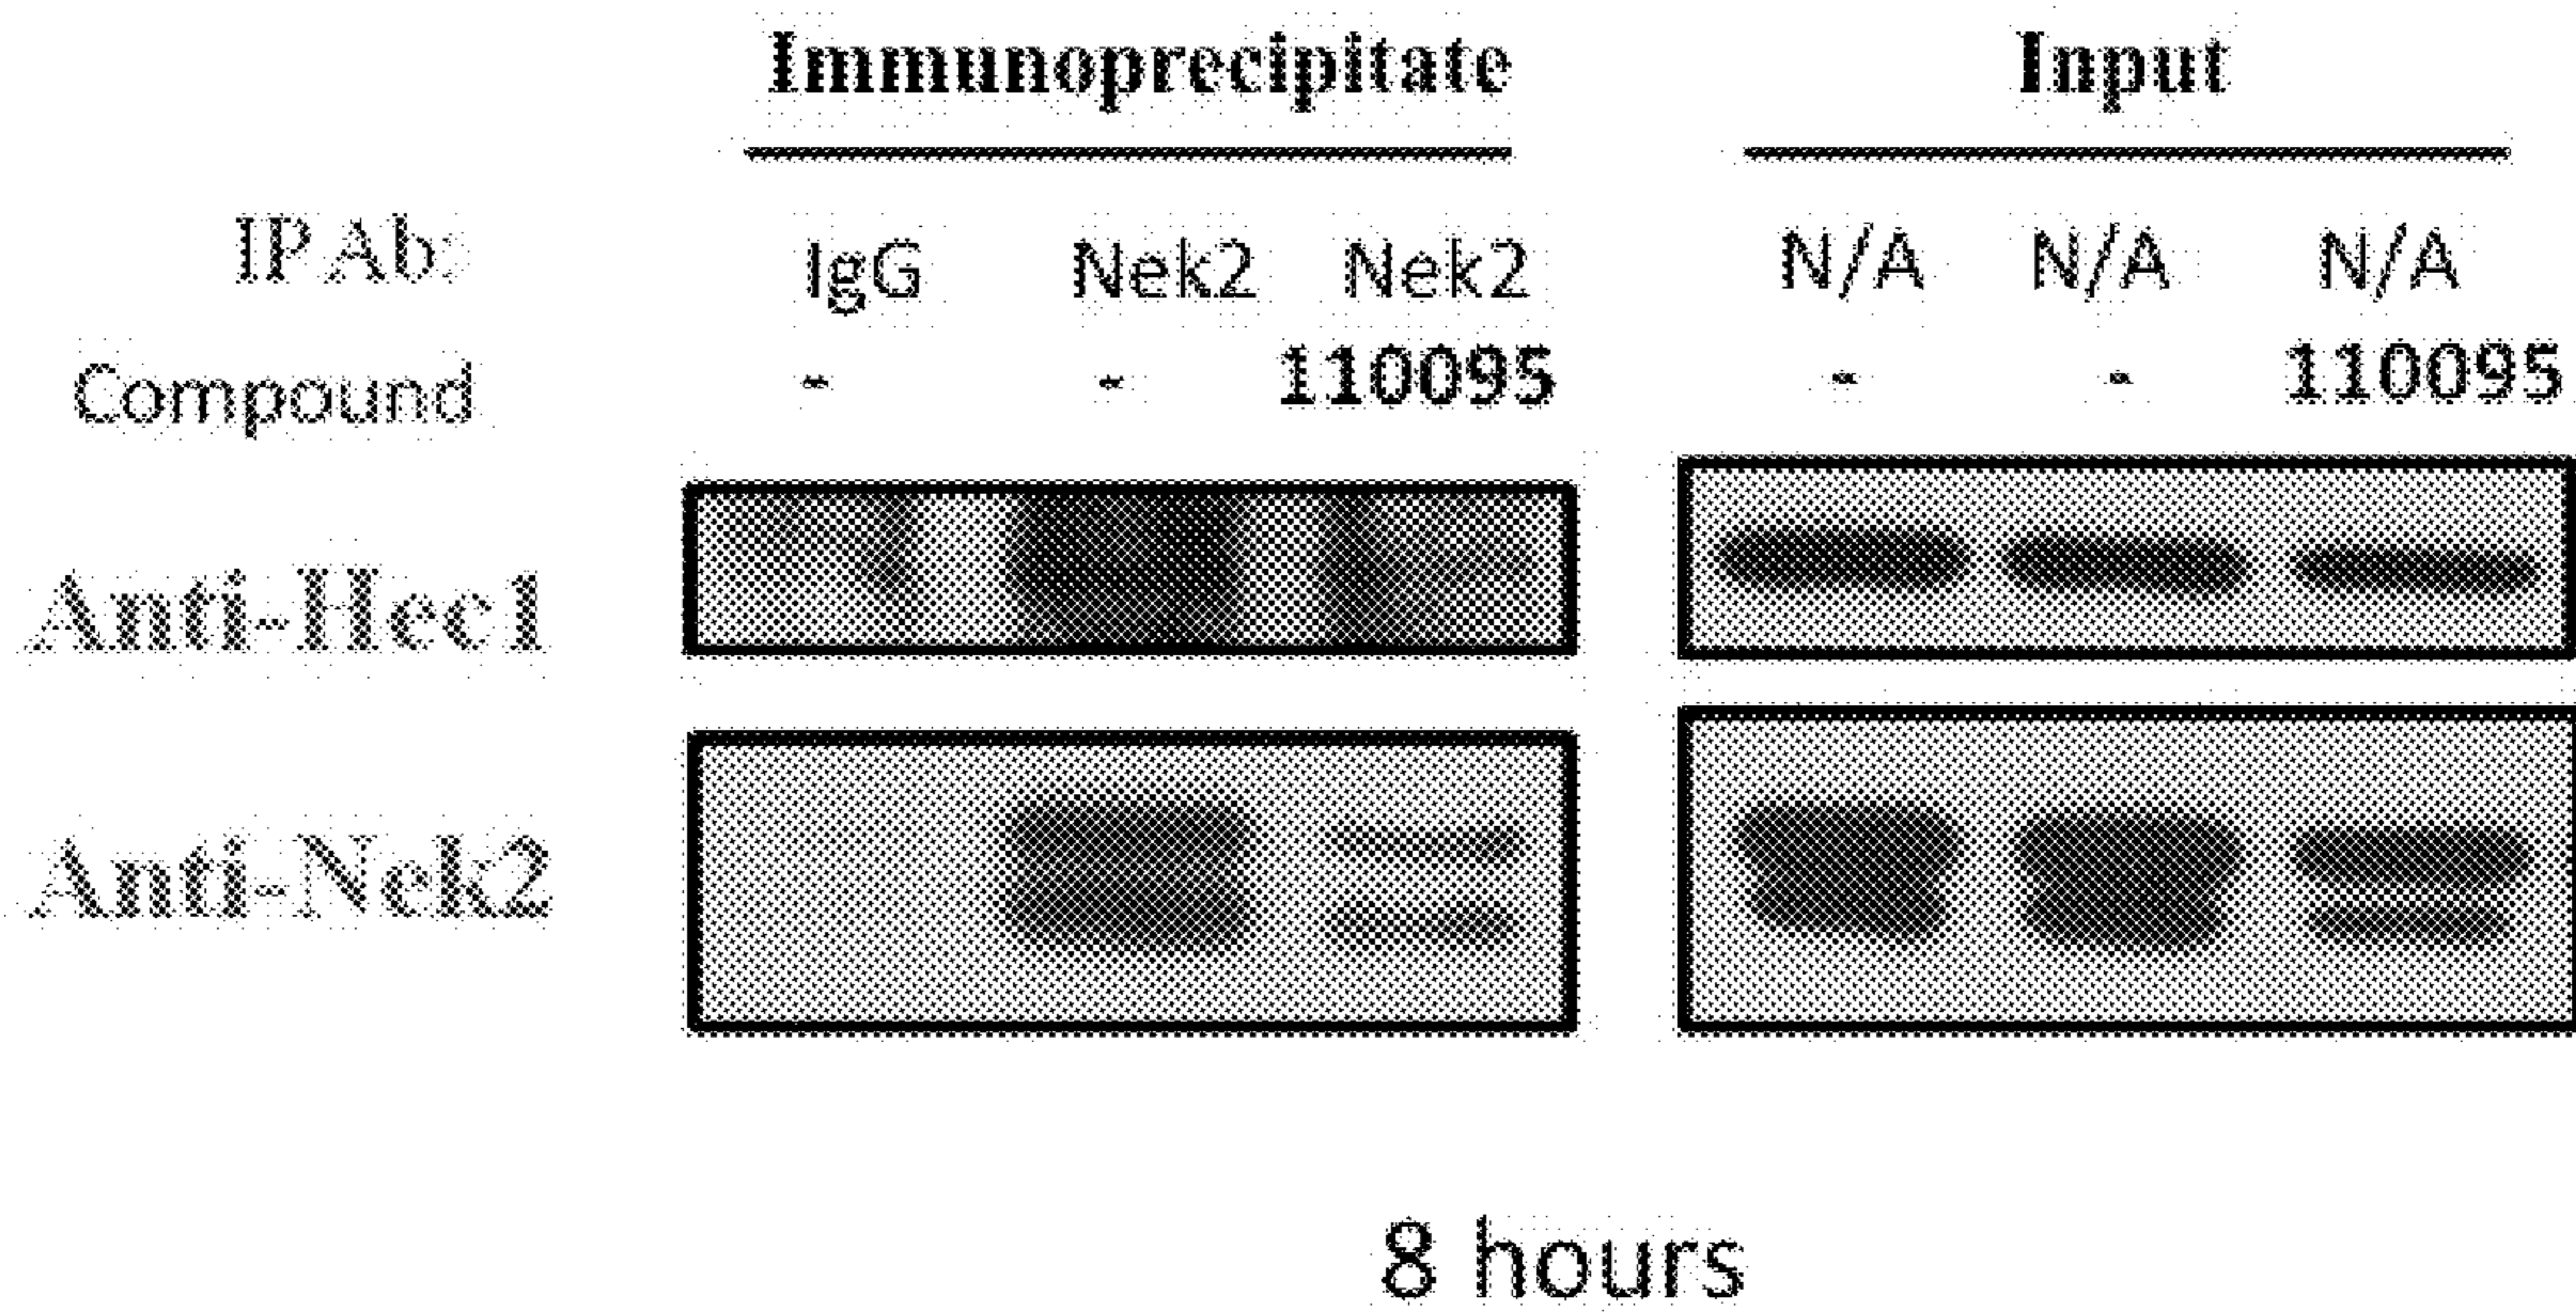 Immunoprecipitate Input
IP Ab: IgG Nek2 Nek2 N/A N/A N/A
Compound - - 110095 - - 110095
Anti-Hec1
Anti-Nek2
8 hours